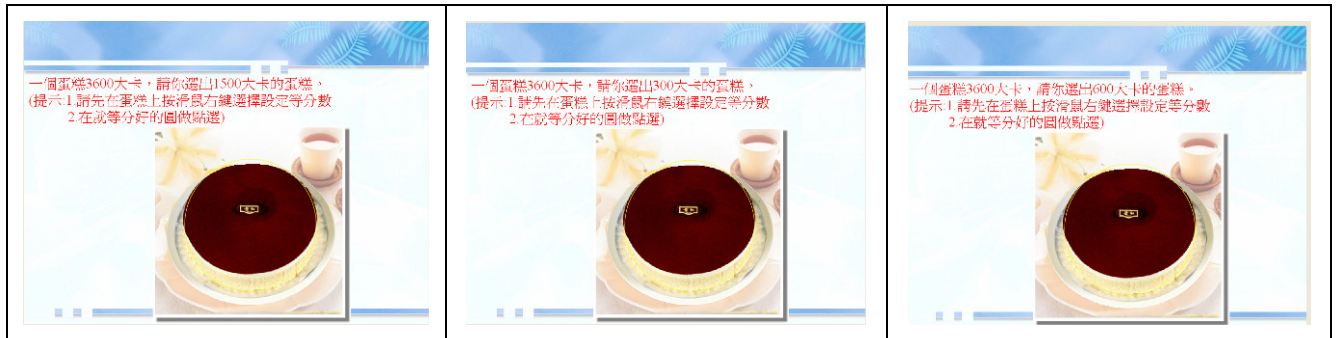 一個蛋糕3600大卡，請你選出1500大卡的蛋糕。
(提示:1.請先在蛋糕上按滑鼠右鍵選擇設定等分數
2.在就等分好的圓做點選)
一個蛋糕3600大卡，請你選出300大卡的蛋糕。
(提示:1.請先在蛋糕上按滑鼠右鍵選擇設定等分數
2.在就等分好的圓做點選)
一個蛋糕3600大卡，請你選出600大卡的蛋糕。
(提示:1.請先在蛋糕上按滑鼠右鍵選擇設定等分數
2.在就等分好的圓做點選)